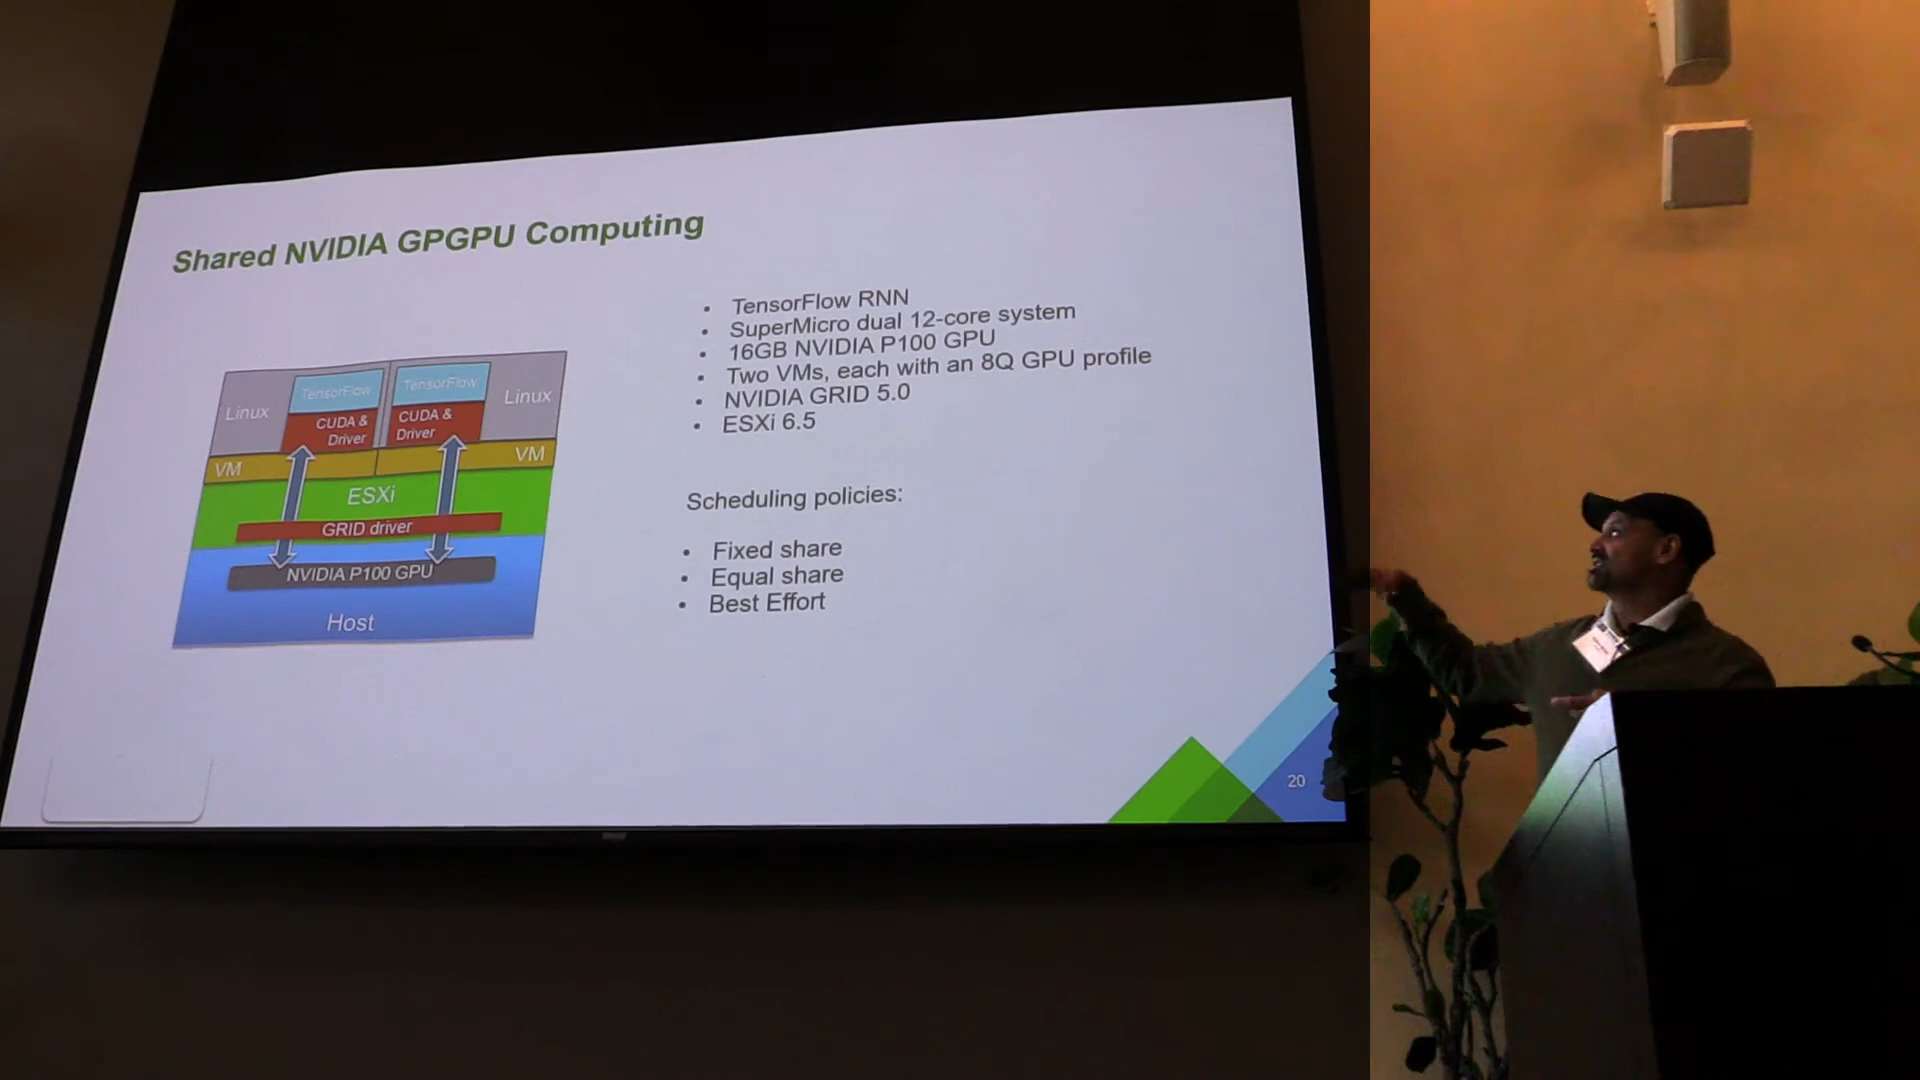 Shared NVIDIA GPGPU Computing
TensorFlow RNN
SuperMicro dual 12-core system
16GB NVIDIA P100 GPU
Two VMs, each with an 8Q GPU profile
NVIDIA GRID 5.0
ESXi 6.5
Scheduling policies:
Fixed share
Equal share
Best Effort
Linux
TensorFlow
CUDA &
Driver
TensorFlow
CUDA &
Driver
Linux
VM
VM
ESXi
GRID driver
NVIDIA P100 GPU
Host
20